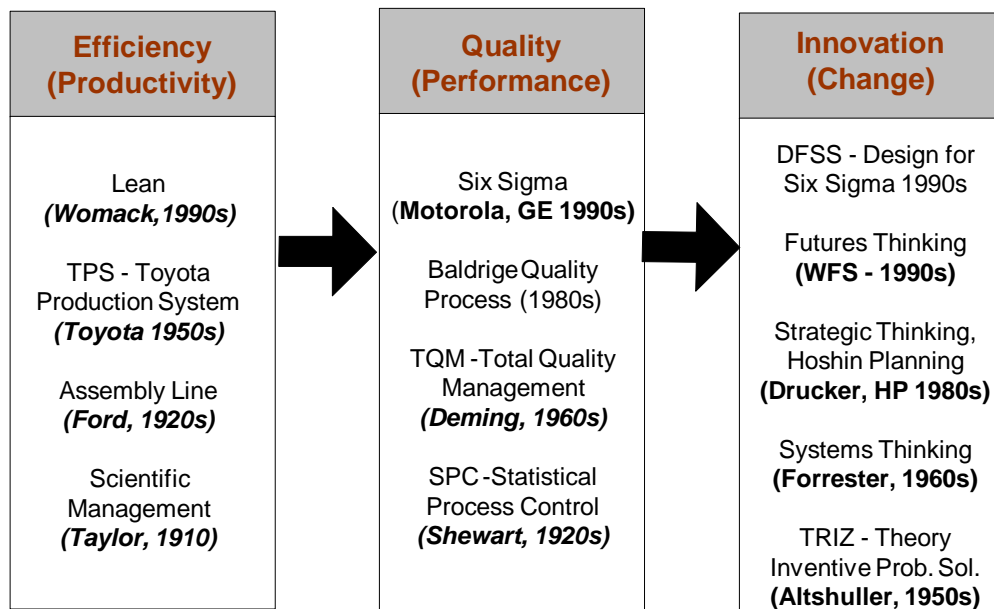 Efficiency
(Productivity)
Lean
(Womack,1990s)
TPS - Toyota
Production System
(Toyota 1950s)
Assembly Line
(Ford, 1920s)
Scientific
Management
(Taylor, 1910)
Quality
(Performance)
Six Sigma
(Motorola, GE 1990s)
Baldrige Quality
Process (1980s)
TQM -Total Quality
Management
(Deming, 1960s)
SPC -Statistical
Process Control
(Shewart, 1920s)
Innovation
(Change)
DFSS - Design for
Six Sigma 1990s
Futures Thinking
(WFS - 1990s)
Strategic Thinking,
Hoshin Planning
(Drucker, HP 1980s)
Systems Thinking
(Forrester, 1960s)
TRIZ - Theory
Inventive Prob. Sol.
(Altshuller, 1950s)